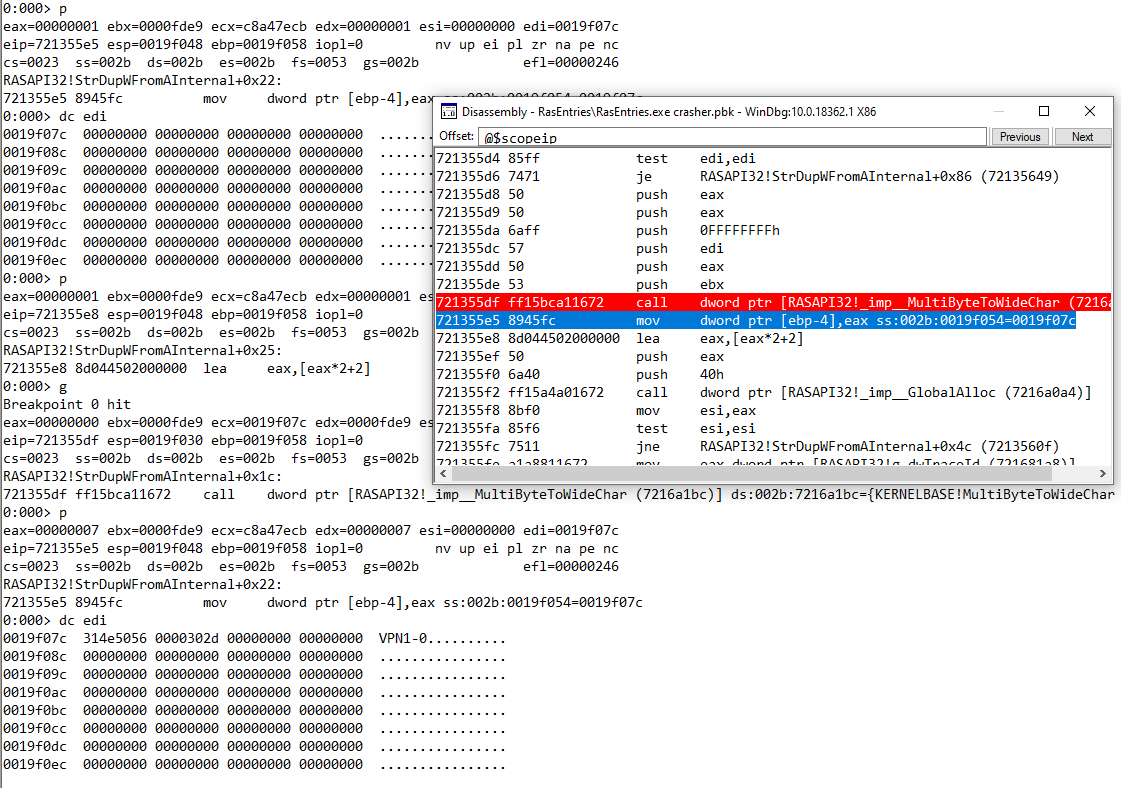 0:000> p
eax=00000001 ebx=0000fde9 ecx=c8a47ecb edx=00000001 esi=00000000 edi=0019f07c
eip=721355e5 esp=0019f048 ebp=0019f058 iopl=0 nv up ei pl zr na pe nc
cs=0023 ss=002b ds=002b es=002b fs=0053 gs=002b efl=00000246
RASAPI32!StrDupWFromAInternal+0x22:
721355e5 8945fc mov dword ptr [ebp-4],eax
0:000> dc edi
0019f07c 00000000 00000000 00000000 00000000 .......
0019f08c 00000000 00000000 00000000 00000000 .......
0019f09c 00000000 00000000 00000000 00000000 .......
0019f0ac 00000000 00000000 00000000 00000000 .......
0019f0bc 00000000 00000000 00000000 00000000 .......
0019f0cc 00000000 00000000 00000000 00000000 .......
0019f0dc 00000000 00000000 00000000 00000000 .......
0019f0ec 00000000 00000000 00000000 00000000 .......
0:000> p
eax=00000001 ebx=0000fde9 ecx=c8a47ecb edx=00000001 es
eip=721355e8 esp=0019f048 ebp=0019f058 iopl=0
cs=0023 ss=002b ds=002b es=002b fs=0053 gs=002b
RASAPI32!StrDupWFromAInternal+0x25:
721355e8 8d044502000000 lea eax,[eax*2+2]
0:000> g
Breakpoint 0 hit
eax=00000000 ebx=0000fde9 ecx=0019f07c edx=0000fde9 es
eip=721355df esp=0019f030 ebp=0019f058 iopl=0
cs=0023 ss=002b ds=002b es=002b fs=0053 gs=002b
RASAPI32!StrDupWFromAInternal+0x1c:
721355df ff15bca11672 call dword ptr [RASAPI32!_imp__MultiByteToWideChar (7216a1bc)] ds:002b:7216a1bc={KERNELBASE!MultiByteToWideChar
0:000> p
eax=00000007 ebx=0000fde9 ecx=c8a47ecb edx=00000007 esi=00000000 edi=0019f07c
eip=721355e5 esp=0019f048 ebp=0019f058 iopl=0 nv up ei pl zr na pe nc
cs=0023 ss=002b ds=002b es=002b fs=0053 gs=002b efl=00000246
RASAPI32!StrDupWFromAInternal+0x22:
721355e5 8945fc mov dword ptr [ebp-4],eax ss:002b:0019f054=0019f07c
0:000> dc edi
0019f07c 314e5056 0000302d 00000000 00000000 VPN1-0..........
0019f08c 00000000 00000000 00000000 00000000 ................
0019f09c 00000000 00000000 00000000 00000000 ................
0019f0ac 00000000 00000000 00000000 00000000 ................
0019f0bc 00000000 00000000 00000000 00000000 ................
0019f0cc 00000000 00000000 00000000 00000000 ................
0019f0dc 00000000 00000000 00000000 00000000 ................
0019f0ec 00000000 00000000 00000000 00000000 ................
Disassembly - RasEntries\RasEntries.exe crasher.pbk - WinDbg:10.0.18362.1 X86
Offset: @$scopeip Previous Next
721355d4 85ff test edi,edi
721355d6 7471 je RASAPI32!StrDupWFromAInternal+0x86 (72135649)
721355d8 50 push eax
721355d9 50 push eax
721355da 6aff push 0FFFFFFFFh
721355dc 57 push edi
721355dd 50 push eax
721355de 53 push ebx
721355df ff15bca11672 call dword ptr [RASAPI32!_imp__MultiByteToWideChar (7216a
721355e5 8945fc mov dword ptr [ebp-4],eax ss:002b:0019f054=0019f07c
721355e8 8d044502000000 lea eax,[eax*2+2]
721355ef 50 push eax
721355f0 6a40 push 40h
721355f2 ff15a4a01672 call dword ptr [RASAPI32!_imp__GlobalAlloc (7216a0a4)]
721355f8 8bf0 mov esi,eax
721355fa 85f6 test esi,esi
721355fc 7511 jne RASAPI32!StrDupWFromAInternal+0x4c (7213560f)
721355fe a1a8811672 mov eax,dword ptr [RASAPI32!g_dwTraceId (721681a8)]